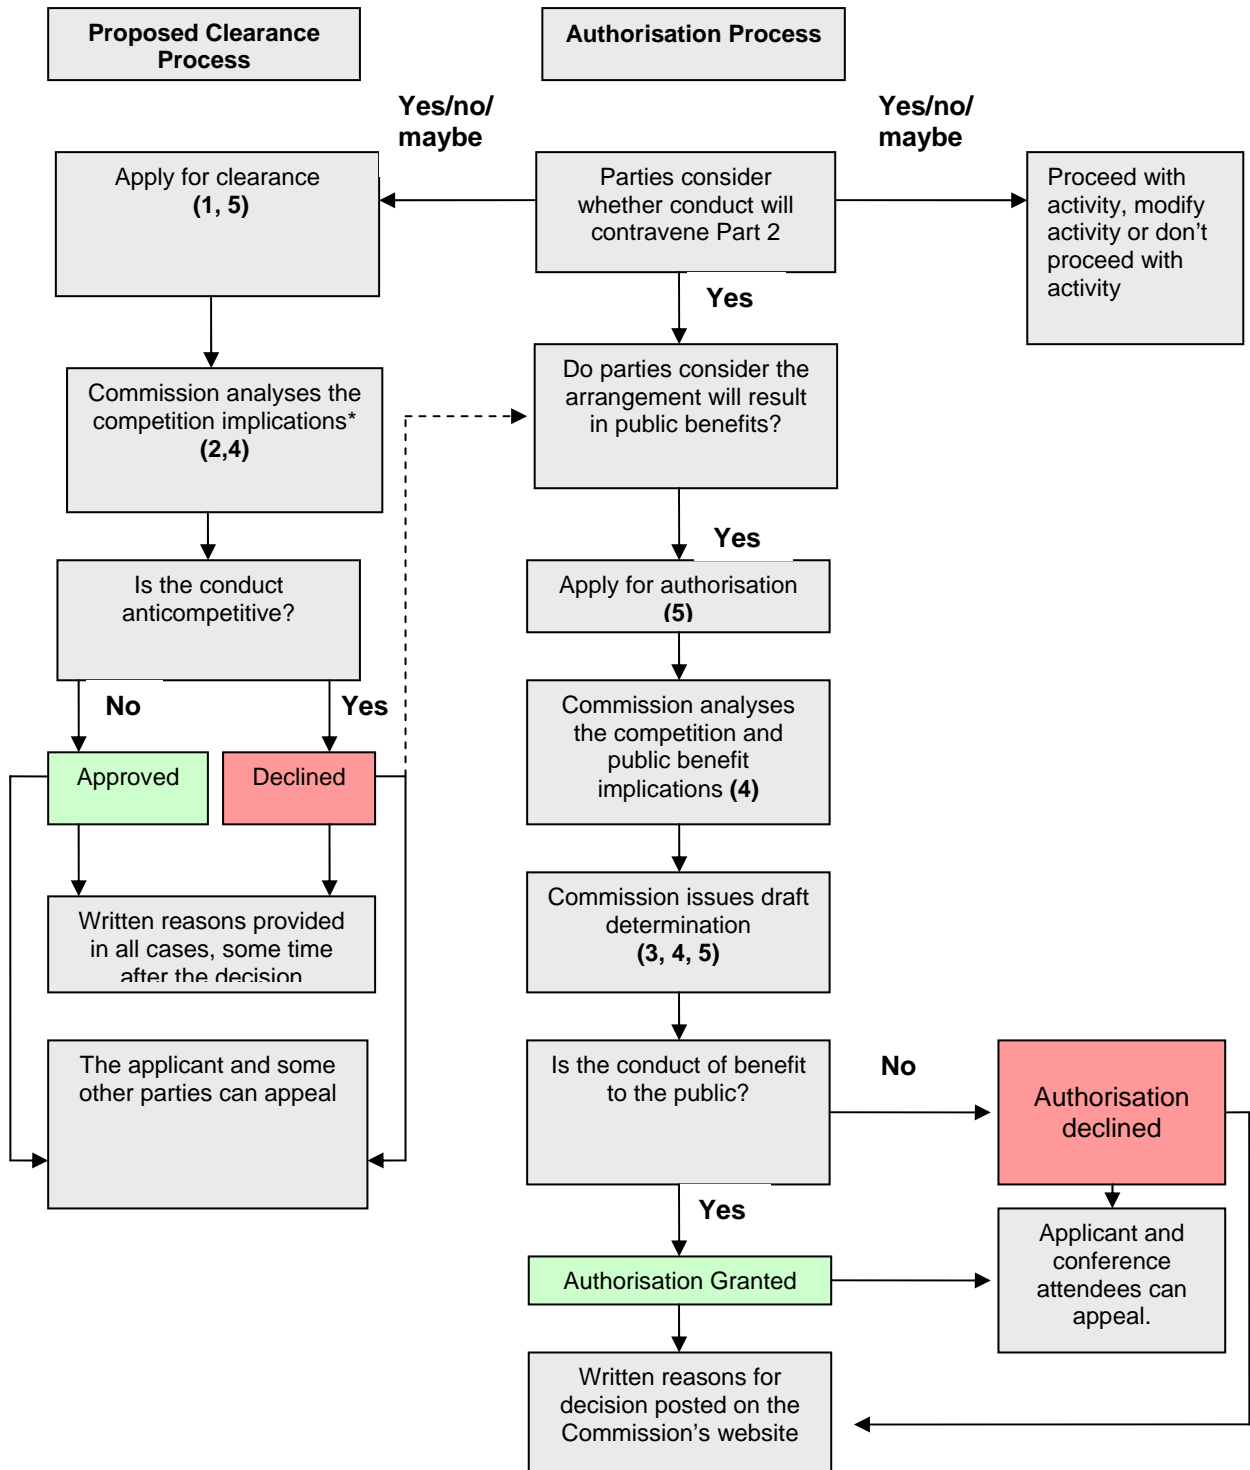 Proposed Clearance
Process
Authorisation Process
Yes/no/
maybe
Yes/no/
maybe
Apply for clearance
(1, 5)
Parties consider
whether conduct will
contravene Part 2
Proceed with
activity, modify
activity or don't
proceed with
activity
Yes
Commission analyses the
competition implications*
(2,4)
Do parties consider the
arrangement will result
in public benefits?
Yes
Is the conduct
anticompetitive?
Apply for authorisation
(5)
No
Yes
Approved
Declined
Commission analyses
the competition and
public benefit
implications (4)
Written reasons provided
in all cases, some time
after the decision
Commission issues draft
determination
(3, 4, 5)
The applicant and some
other parties can appeal
Is the conduct of benefit
to the public?
No
Authorisation
declined
Yes
Authorisation Granted
Applicant and
conference
attendees can
appeal.
Written reasons for
decision posted on the
Commission's website